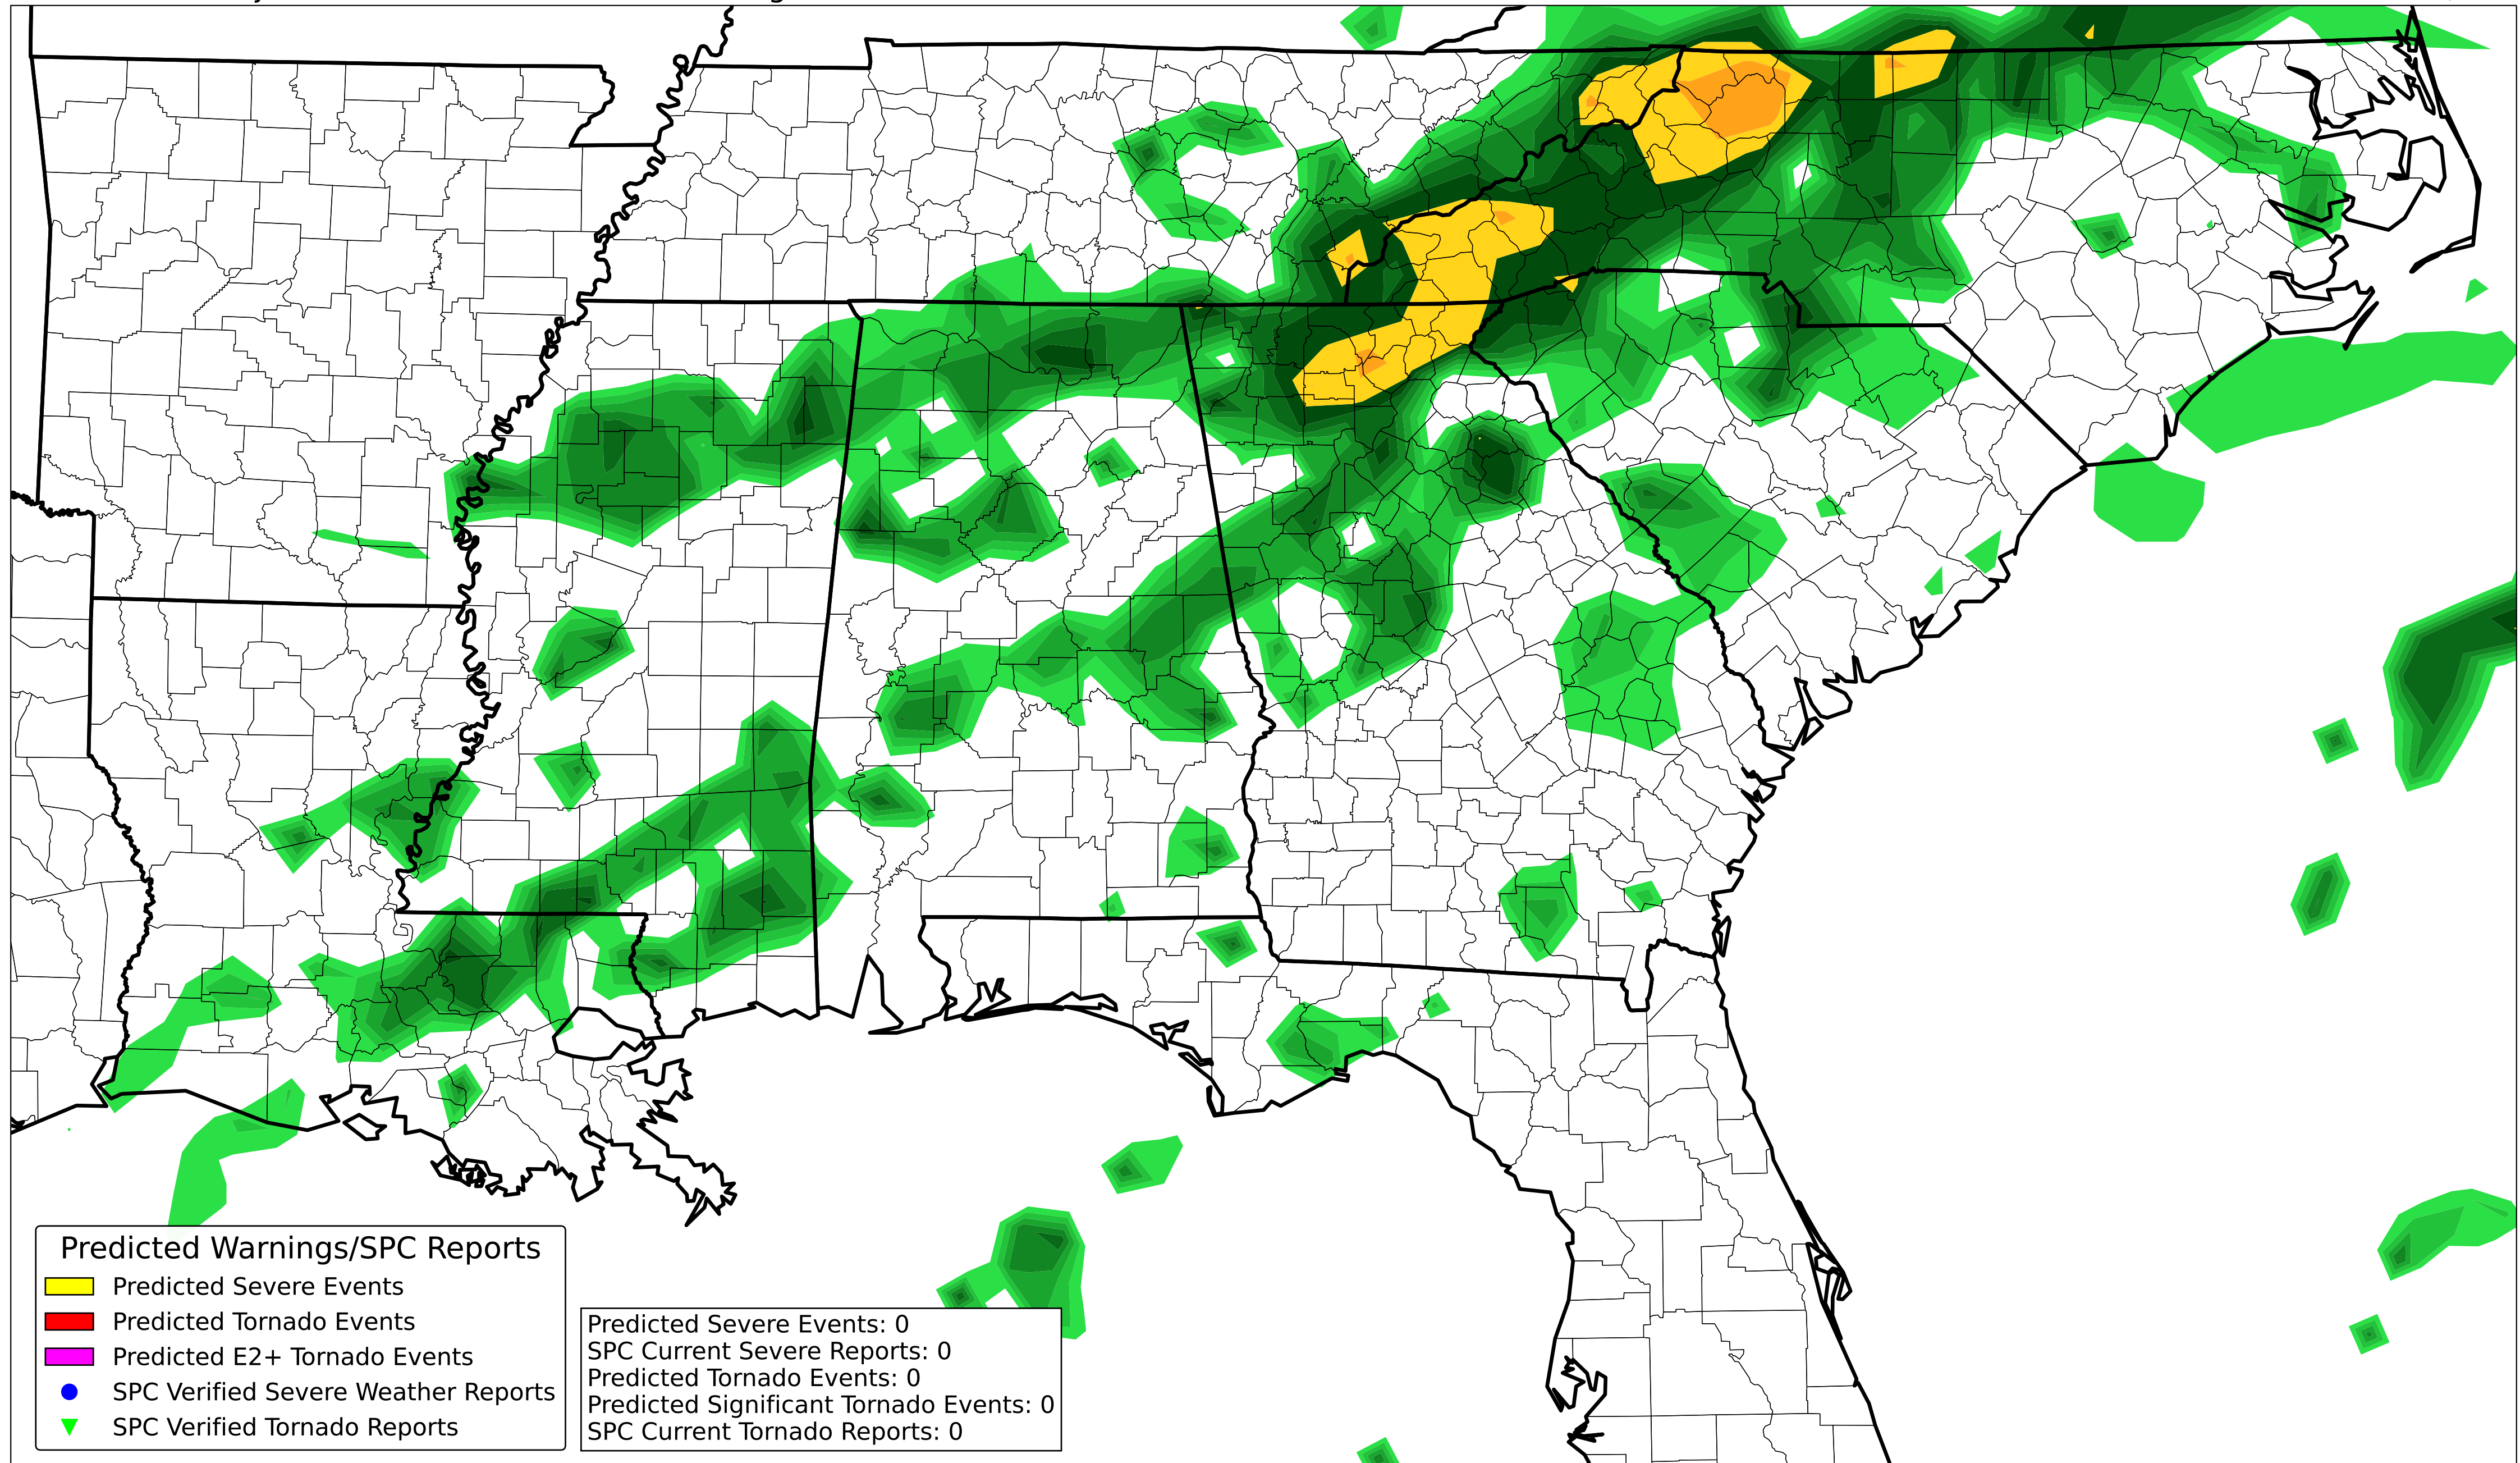 Predicted Warnings/SPC Reports
Predicted Severe Events
Predicted Tornado Events
Predicted E2+ Tornado Events
SPC Verified Severe Weather Reports
SPC Verified Tornado Reports
Predicted Severe Events: 0
SPC Current Severe Reports: 0
Predicted Tornado Events: 0
Predicted Significant Tornado Events: 0
SPC Current Tornado Reports: 0